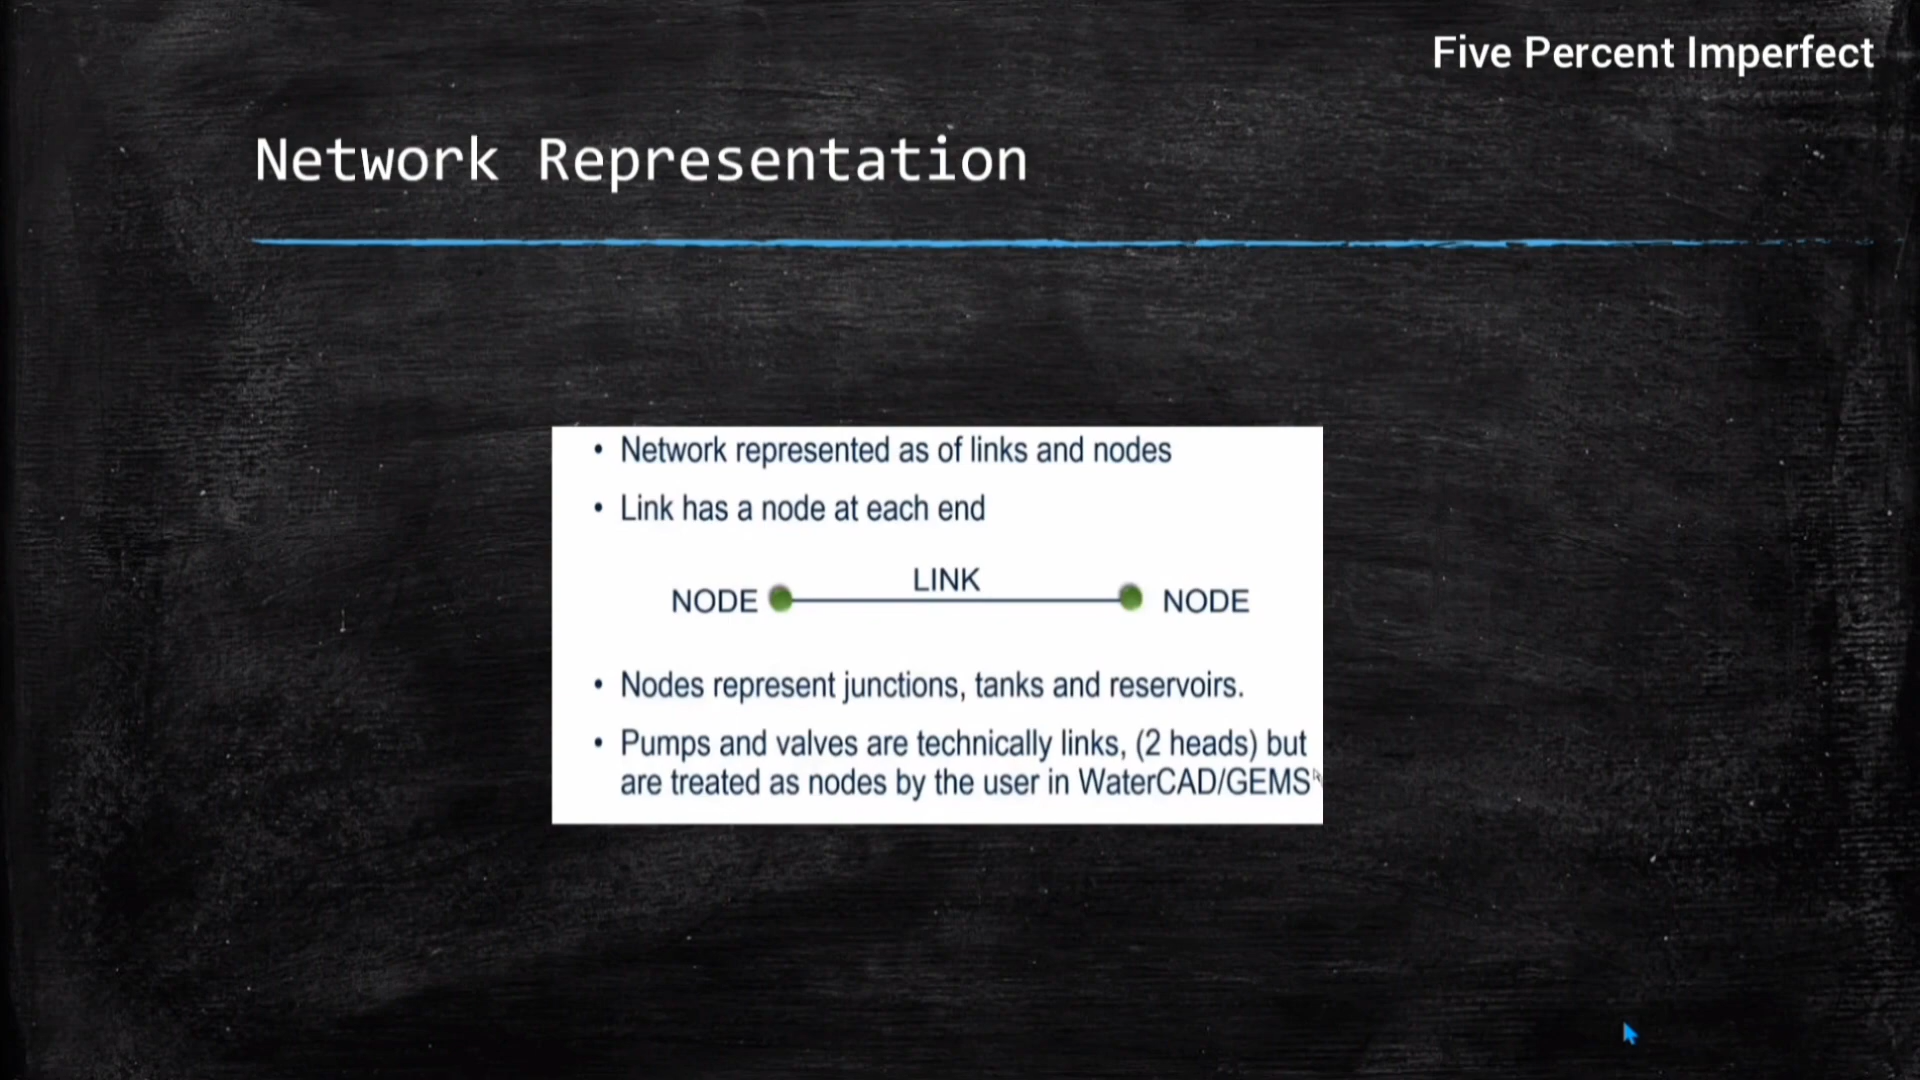 Five Percent Imperfect
Network Representation
• Network represented as of links and nodes
• Link has a node at each end
LINK
NODE NODE
• Nodes represent junctions, tanks and reservoirs.
• Pumps and valves are technically links, (2 heads) but
are treated as nodes by the user in WaterCAD/GEMS